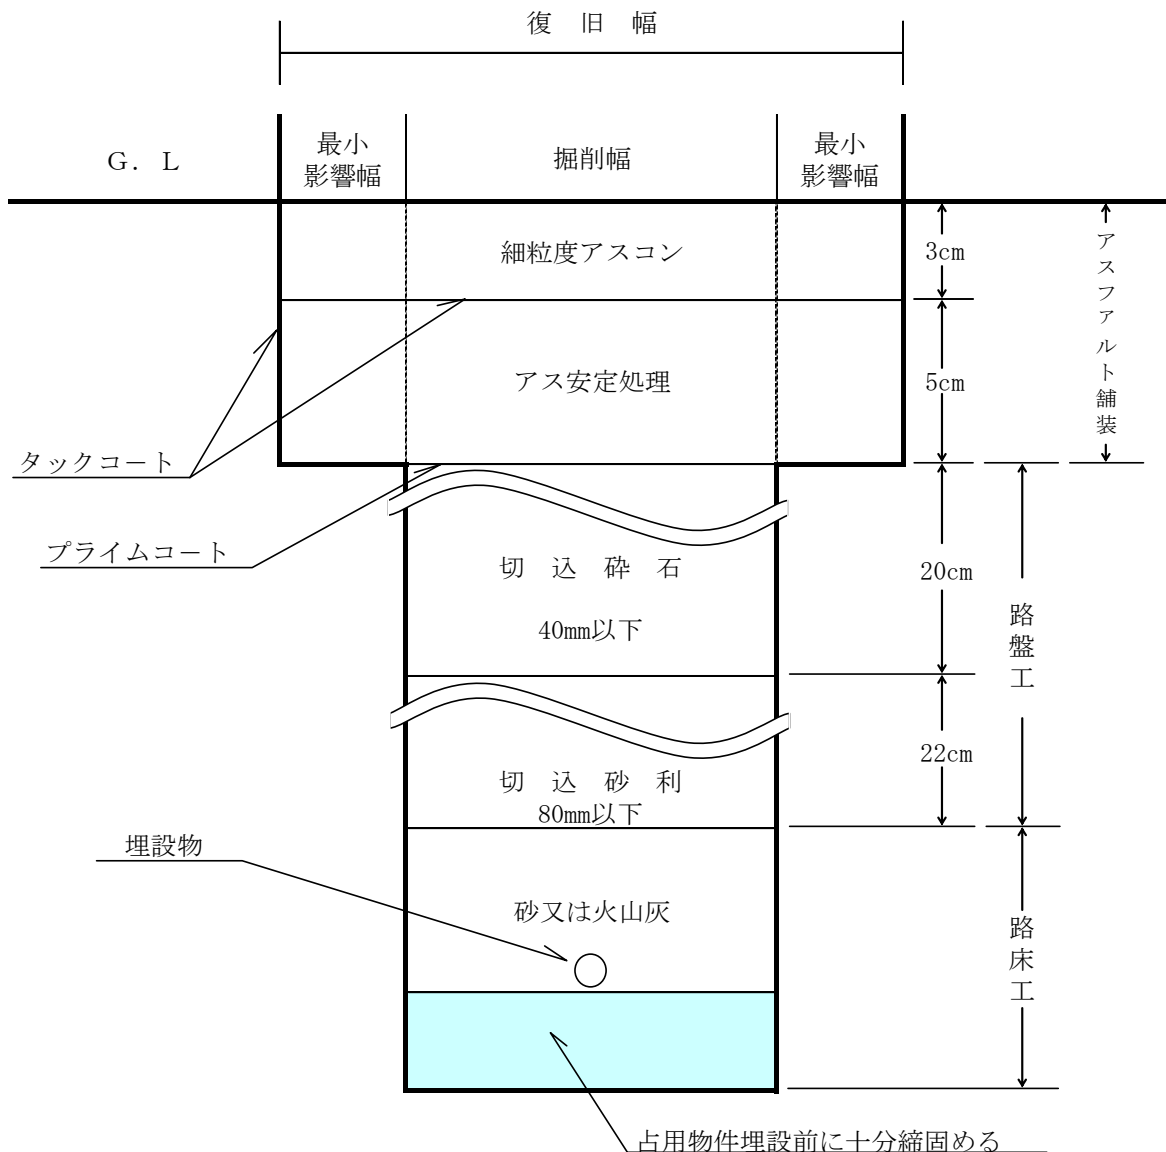 復 旧 幅
G. L
最小
影響幅
掘削幅
最小
影響幅
細粒度アスコン
3cm
アスファルト舗装
アス安定処理
5cm
タックコート
プライムコート
切 込 砕 石
40mm以下
20cm
路盤工
切 込 砂 利
80mm以下
22cm
埋設物
砂又は火山灰
路床工
占用物件埋設前に十分締固める